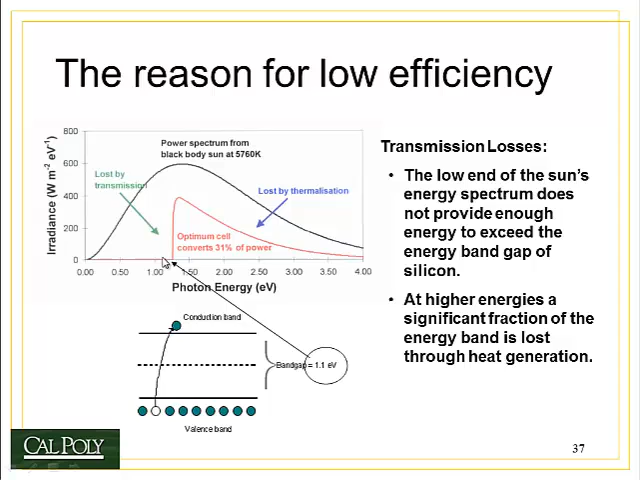 The reason for low efficiency
800
600
400
200
0
Irradiance (W m⁻² eV⁻¹)
Power spectrum from
black body sun at 5760K
Lost by
transmission
Lost by thermalisation
Optimum cell
converts 31% of power
0.00 0.50 1.00 1.50 2.00 2.50 3.00 3.50 4.00
Photon Energy (eV)
Conduction band
Bandgap = 1.1 eV
Valence band
Transmission Losses:
• The low end of the sun's
energy spectrum does
not provide enough
energy to exceed the
energy band gap of
silicon.
• At higher energies a
significant fraction of the
energy band is lost
through heat generation.
CAL POLY
37